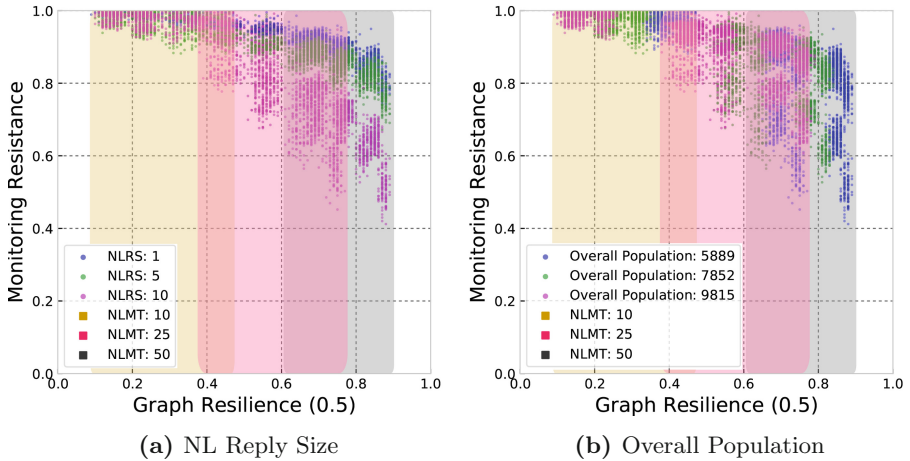 Monitoring Resistance
1.0
0.8
0.6
0.4
0.2
0.0
NLRS: 1
NLRS: 5
NLRS: 10
NLMT: 10
NLMT: 25
NLMT: 50
0.0 0.2 0.4 0.6 0.8 1.0
Graph Resilience (0.5)
(a) NL Reply Size
Monitoring Resistance
1.0
0.8
0.6
0.4
0.2
0.0
Overall Population: 5889
Overall Population: 7852
Overall Population: 9815
NLMT: 10
NLMT: 25
NLMT: 50
0.0 0.2 0.4 0.6 0.8 1.0
Graph Resilience (0.5)
(b) Overall Population